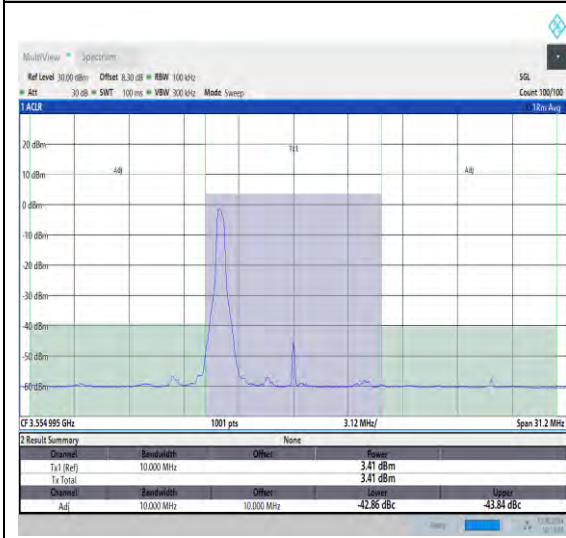 MultiView Spectrum
Ref Level 30.00 dBm Offset 8.30 dB RBW 100 kHz SGL
Att 30 dB SWT 100 ms VBW 300 kHz Mode Sweep Count 100/100
1 ACLR 1Rm Avg
Tx1
20 dBm
Adj Adj
10 dBm
0 dBm
-10 dBm
-20 dBm
-30 dBm
-40 dBm
-50 dBm
-60 dBm
CF 3.554 995 GHz 1001 pts 3.12 MHz/ Span 31.2 MHz
2 Result Summary None
Channel Bandwidth Offset Power
Tx1 (Ref) 10.000 MHz 3.41 dBm
Tx Total 3.41 dBm
Channel Bandwidth Offset Lower Upper
Adj 10.000 MHz 10.000 MHz -42.86 dBc -43.84 dBc